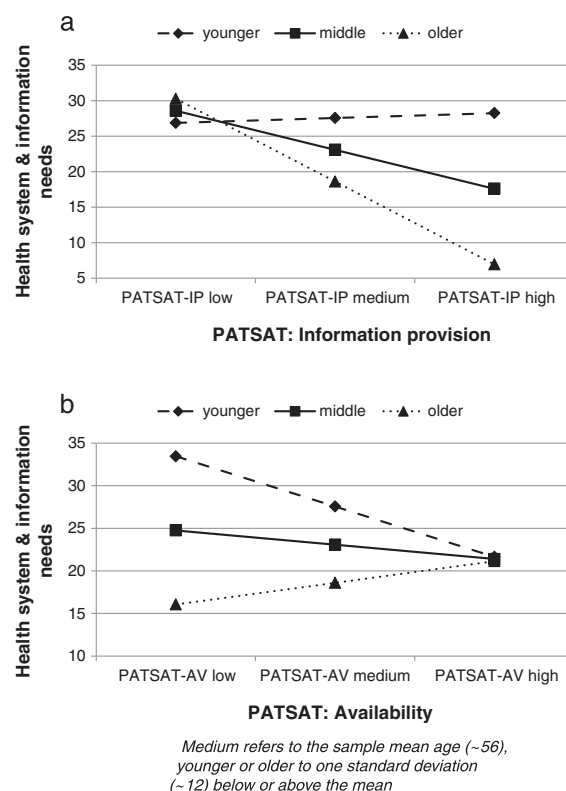 a
younger middle older
Health system & information
needs
35
30
25
20
15
10
5
PATSAT-IP low PATSAT-IP medium PATSAT-IP high
PATSAT: Information provision
b
younger middle older
Health system & information
needs
35
30
25
20
15
10
PATSAT-AV low PATSAT-AV medium PATSAT-AV high
PATSAT: Availability
Medium refers to the sample mean age (~56),
younger or older to one standard deviation
(~12) below or above the mean